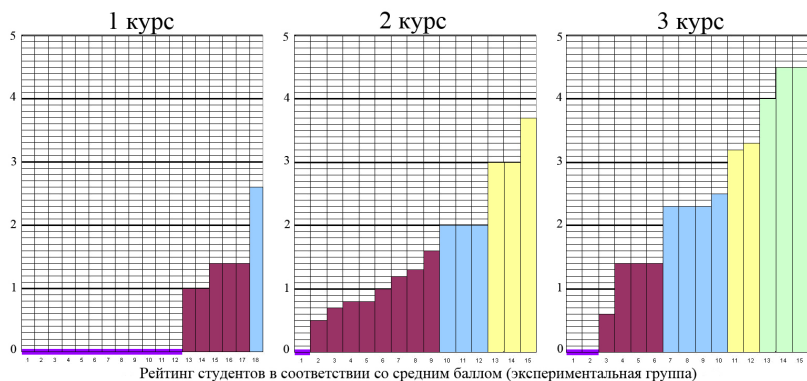 1 курс 2 курс 3 курс
5 5 5
4 4 4
3 3 3
2 2 2
1 1 1
0 0 0
1 2 3 4 5 6 7 8 9 10 11 12 13 14 15 16 17 18 1 2 3 4 5 6 7 8 9 10 11 12 13 14 15 1 2 3 4 5 6 7 8 9 10 11 12 13 14 15
Рейтинг студентов в соответствии со средним баллом (экспериментальная группа)